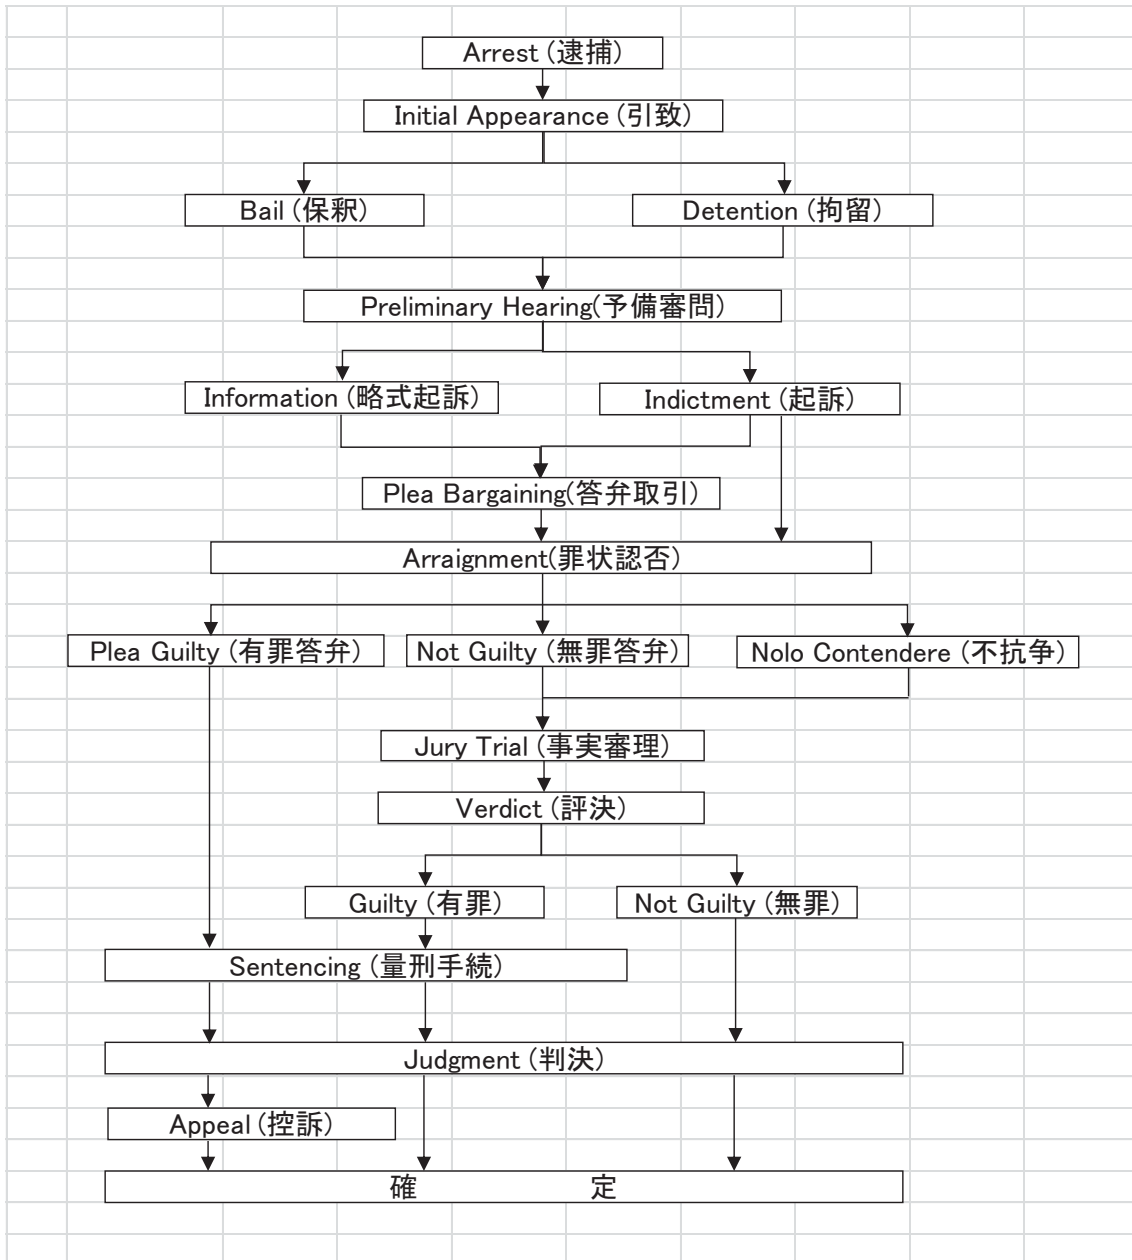 Arrest (逮捕)
Initial Appearance (引致)
Bail (保釈)
Detention (拘留)
Preliminary Hearing(予備審問)
Information (略式起訴)
Indictment (起訴)
Plea Bargaining(答弁取引)
Arraignment(罪状認否)
Plea Guilty (有罪答弁)
Not Guilty (無罪答弁)
Nolo Contendere (不抗争)
Jury Trial (事実審理)
Verdict (評決)
Guilty (有罪)
Not Guilty (無罪)
Sentencing (量刑手続)
Judgment (判決)
Appeal (控訴)
確 定